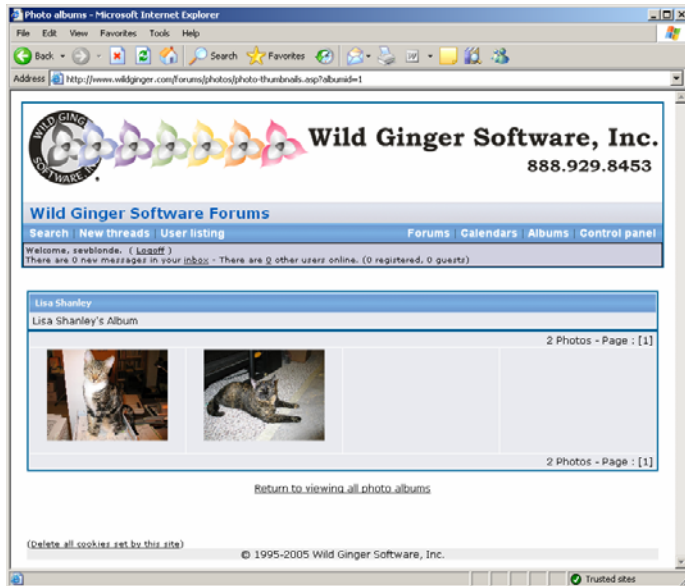 Photo albums - Microsoft Internet Explorer
File Edit View Favorites Tools Help
Back Search Favorites
Address http://www.wildginger.com/forums/photos/photo-thumbnails.asp?albumid=1
WILD GINGER SOFTWARE, INC.
Wild Ginger Software, Inc.
888.929.8453
Wild Ginger Software Forums
Search | New threads | User listing Forums | Calendars | Albums | Control panel
Welcome, sevblonde. ( Logoff )
There are 0 new messages in your inbox - There are 0 other users online. (0 registered, 0 guests)
Lisa Shanley
Lisa Shanley's Album
2 Photos - Page : [1]
2 Photos - Page : [1]
Return to viewing all photo albums
(Delete all cookies set by this site)
© 1995-2005 Wild Ginger Software, Inc.
Trusted sites